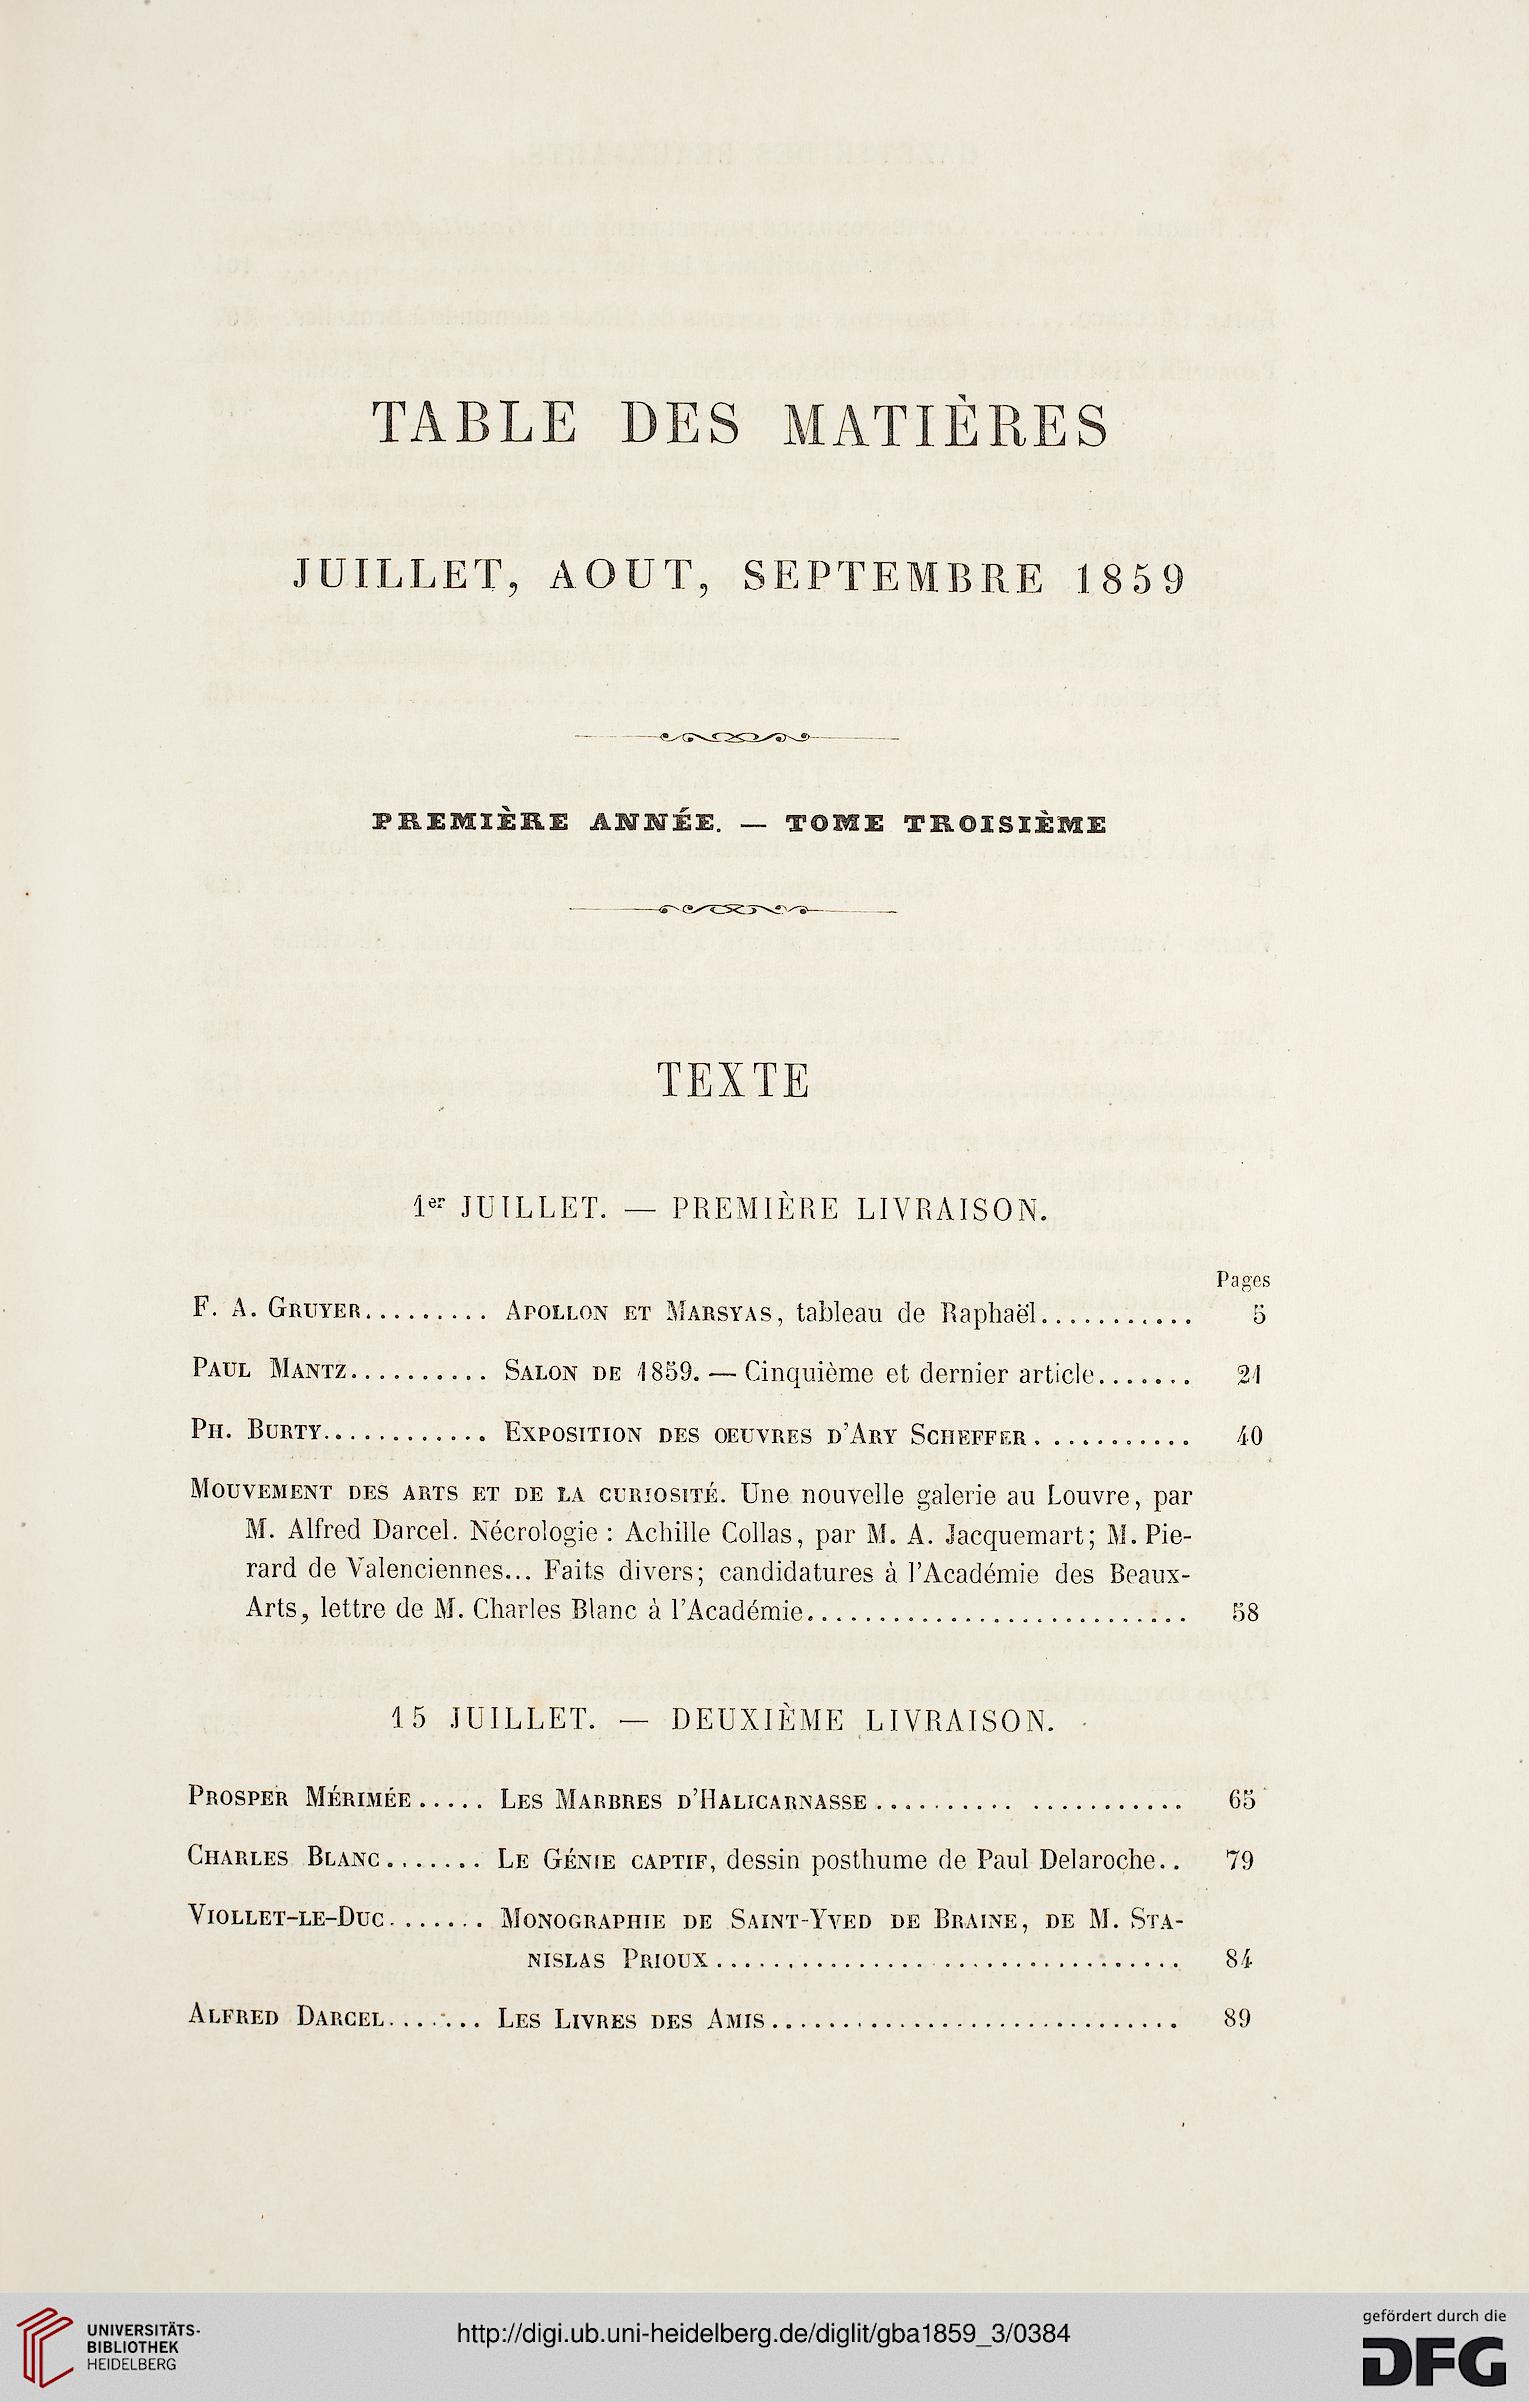 TABLE DES MATIÈRES
JUILLET, AOUT, SEPTEMBRE 1859
PREMIÈRE ANNÉE. — TOME TROISIÈME
TEXTE
1er JUILLET. — PREMIÈRE LIVRAISON.
Pages
F. A. GRUYER.......... APOLLON ET MARSYAS, tableau de Raphaël........... 5
PAUL MANTZ.......... SALON DE 1859. — Cinquième et dernier article....... 21
PH. BURTY............ EXPOSITION DES ŒUVRES D'ARY SCHEFFER........... 40
MOUVEMENT DES ARTS ET DE LA CURIOSITÉ. Une nouvelle galerie au Louvre, par
M. Alfred Darcel. Nécrologie : Achille Collas, par M. A. Jacquemart; M. Pie-
rard de Valenciennes... Faits divers; candidatures à l'Académie des Beaux-
Arts, lettre de M. Charles Blanc à l'Académie........................... 58
15 JUILLET. — DEUXIÈME LIVRAISON.
PROSPER MÉRIMÉE..... LES MARBRES D'HALICARNASSE..................... 65
CHARLES BLANC....... LE GÉNIE CAPTIF, dessin posthume de Paul Delaroche.. 79
VIOLLET-LE-DUC....... MONOGRAPHIE DE SAINT-YVED DE BRAINE, DE M. STA-
NISLAS PRIOUX................................ 84
ALFRED DARCEL....... LES LIVRES DES AMIS............................. 89
UNIVERSITÄTS-
BIBLIOTHEK
HEIDELBERG
http://digi.ub.uni-heidelberg.de/diglit/gba1859_3/0384
gefördert durch die
DFG